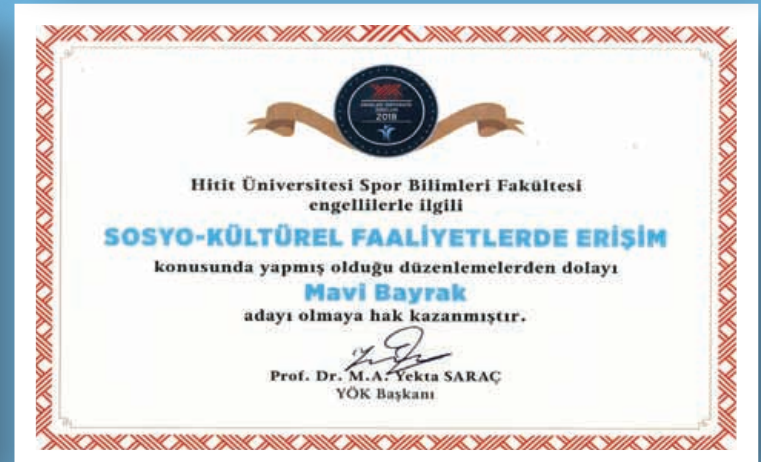 2018
Hitit Üniversitesi Spor Bilimleri Fakültesi
engellilerle ilgili
SOSYO-KÜLTÜREL FAALİYETLERDE ERİŞİM
konusunda yapmış olduğu düzenlemelerden dolayı
Mavi Bayrak
adayı olmaya hak kazanmıştır.
Prof. Dr. M.A. Yekta SARAÇ
YÖK Başkanı